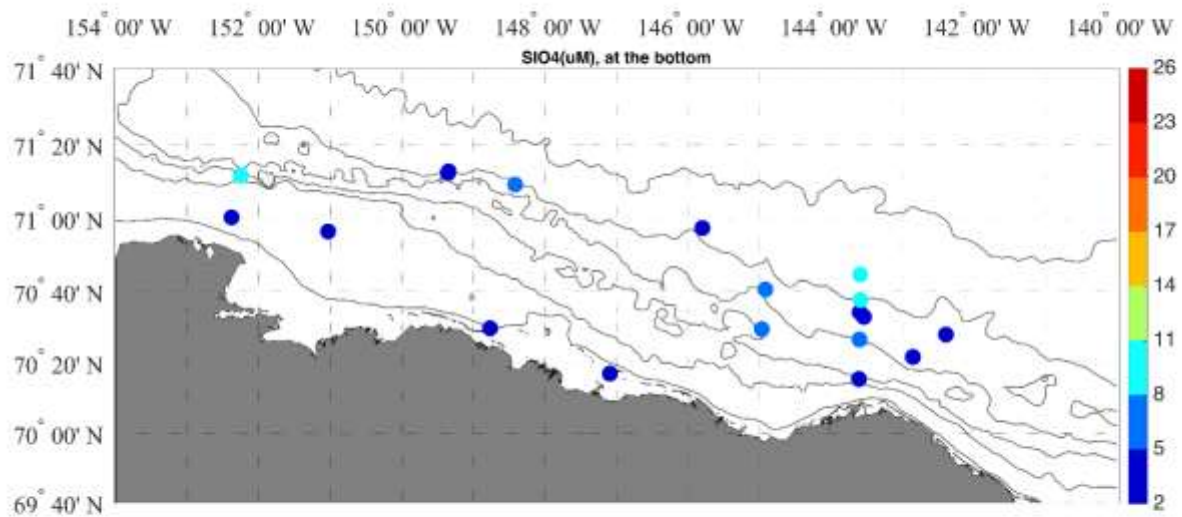 154° 00' W 152° 00' W 150° 00' W 148° 00' W 146° 00' W 144° 00' W 142° 00' W 140° 00' W
SIO4(uM), at the bottom
71° 40' N
71° 20' N
71° 00' N
70° 40' N
70° 20' N
70° 00' N
69° 40' N
26
23
20
17
14
11
8
5
2